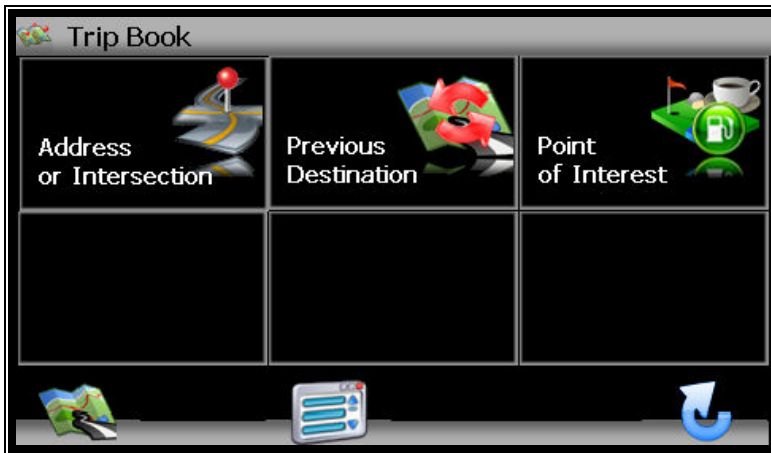 Trip Book
Address
or Intersection
Previous
Destination
Point
of Interest